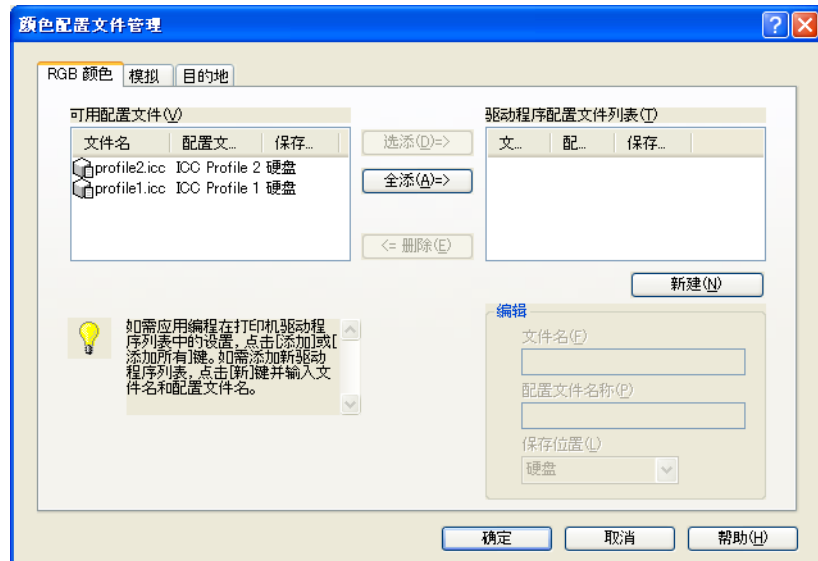 颜色配置文件管理
RGB 颜色
模拟
目的地
可用配置文件(V)
驱动程序配置文件列表(T)
文件名
配置文...
保存...
选添(D)=>
文...
配...
保存...
profile2.icc ICC Profile 2 硬盘
profile1.icc ICC Profile 1 硬盘
全添(A)=>
<= 删除(E)
新建(N)
如需应用编程在打印机驱动程
序列表中的设置, 点击[添加]或[
添加所有]键。如需添加新驱动
程序列表, 点击[新]键并输入文
件名和配置文件名。
编辑
文件名(F)
配置文件名称(P)
保存位置(L)
硬盘
确定
取消
帮助(H)